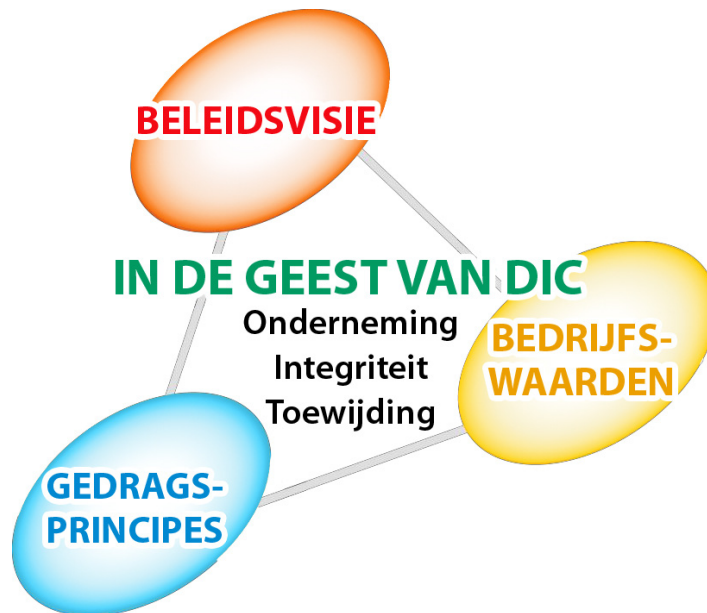 BELEIDSVISIE
IN DE GEEST VAN DIC
Onderneming
Integriteit
Toewijding
BEDRIJFS-
WAARDEN
GEDRAGS-
PRINCIPES